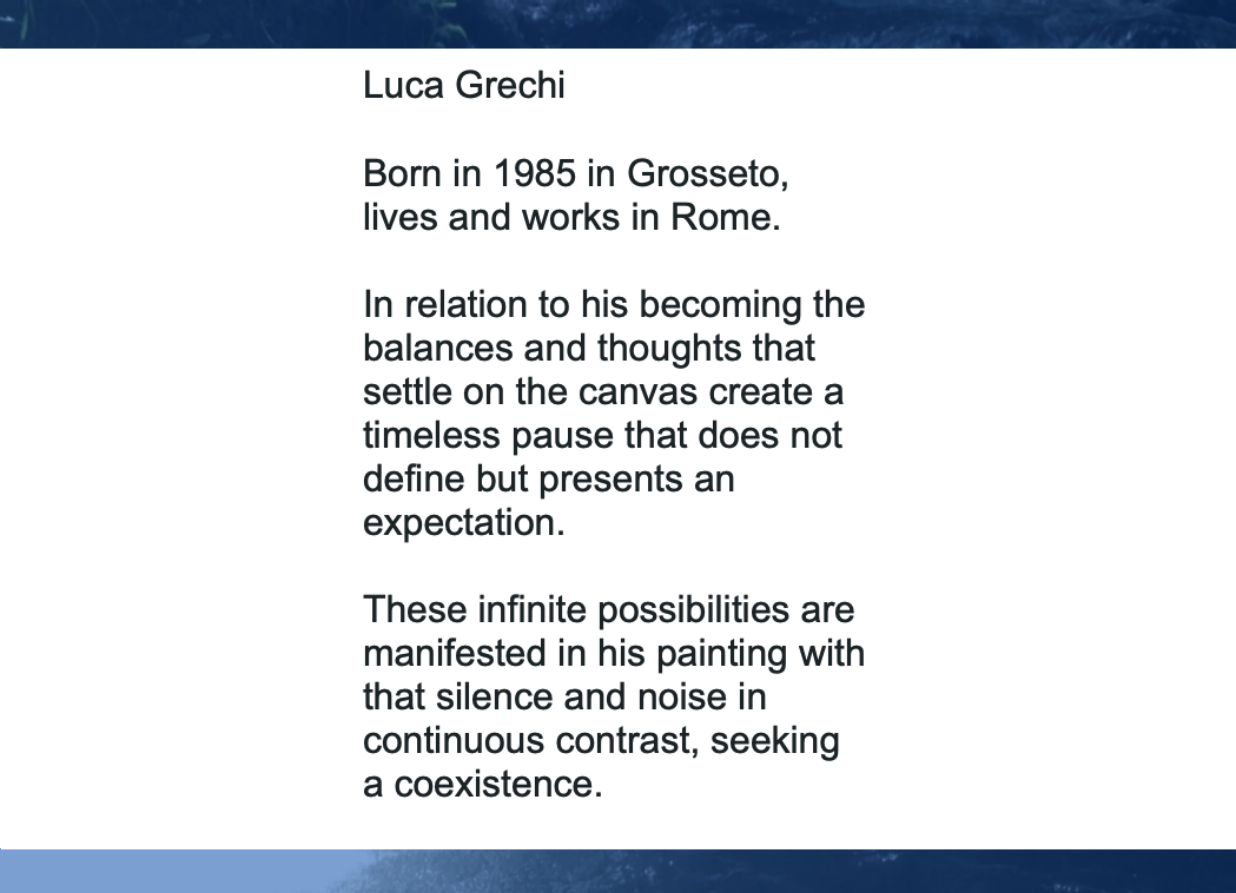 Luca Grechi
Born in 1985 in Grosseto,
lives and works in Rome.
In relation to his becoming the
balances and thoughts that
settle on the canvas create a
timeless pause that does not
define but presents an
expectation.
These infinite possibilities are
manifested in his painting with
that silence and noise in
continuous contrast, seeking
a coexistence.